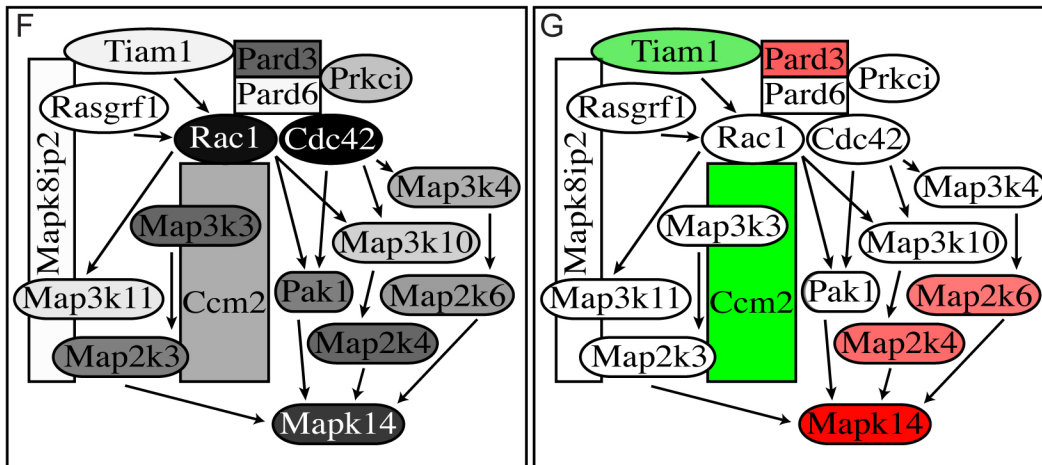 F
Tiam1
Pard3
Prkci
Pard6
Rasgrf1
Rac1
Cdc42
Mapk8ip2
Map3k4
Map3k3
Map3k10
Map3k11
Ccm2
Pak1
Map2k6
Map2k3
Map2k4
Mapk14
G
Tiam1
Pard3
Prkci
Pard6
Rasgrf1
Rac1
Cdc42
Mapk8ip2
Map3k4
Map3k3
Map3k10
Map3k11
Ccm2
Pak1
Map2k6
Map2k3
Map2k4
Mapk14